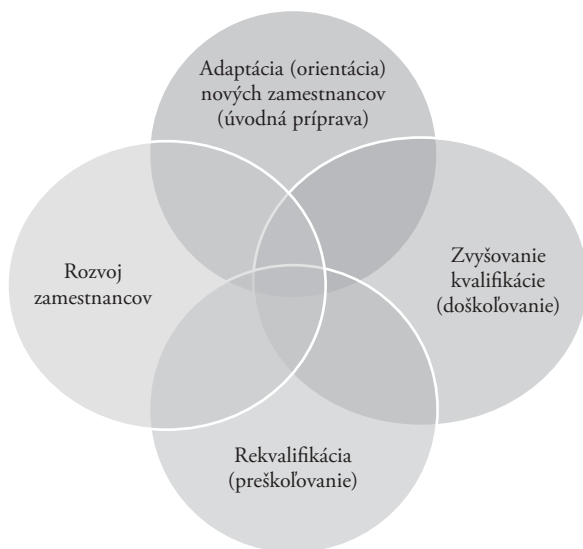 Adaptácia (orientácia)
nových zamestnancov
(úvodná príprava)
Rozvoj
zamestnancov
Zvyšovanie
kvalifikácie
(doškoľovanie)
Rekvalifikácia
(preškoľovanie)